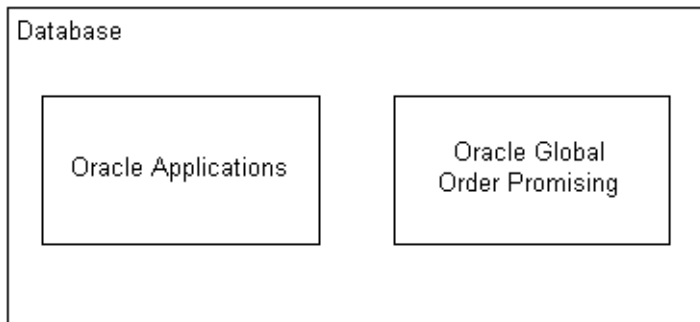 Database
Oracle Applications
Oracle Global
Order Promising